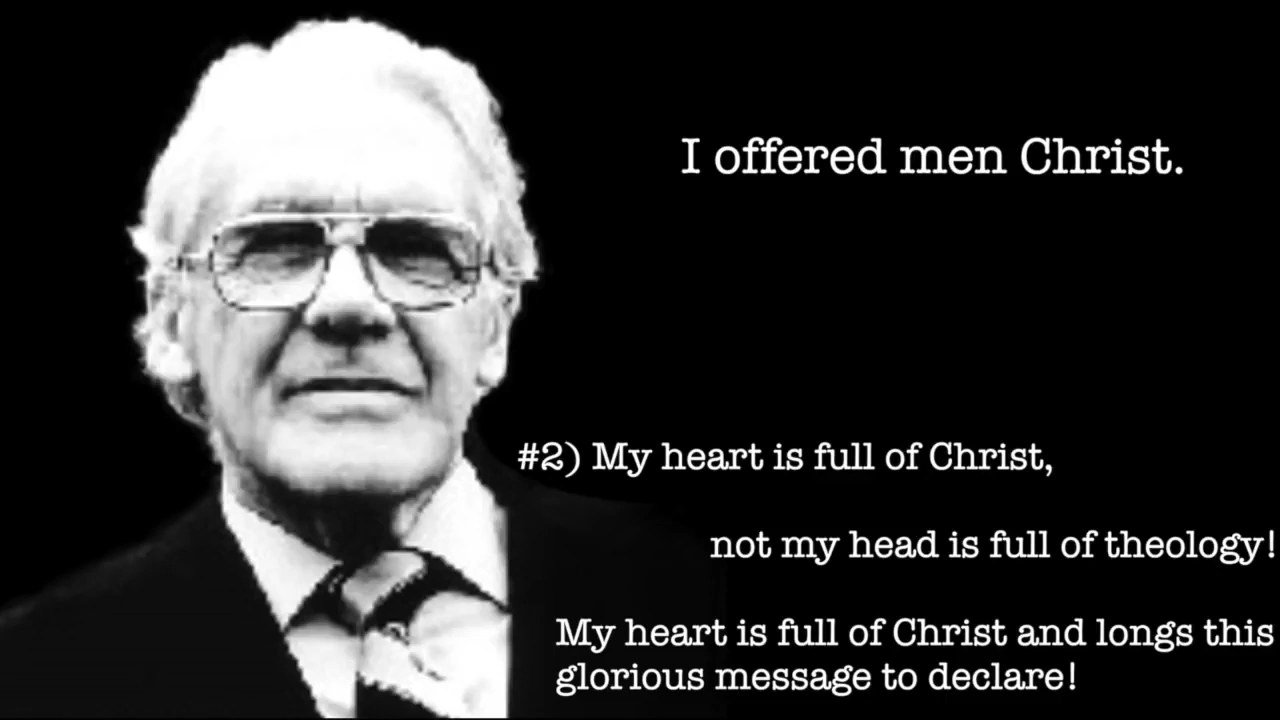 I offered men Christ.
#2) My heart is full of Christ,
not my head is full of theology!
My heart is full of Christ and longs this
glorious message to declare!